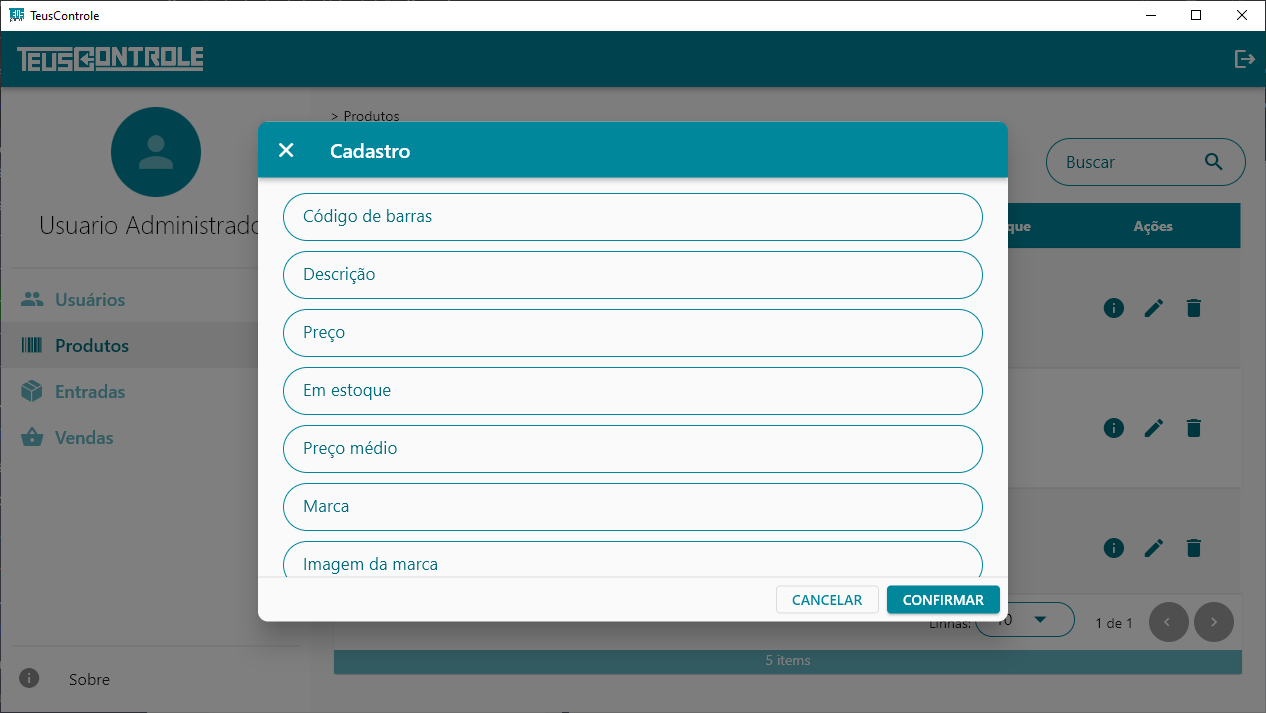 TeusControle
TEUSCONTROLE
> Produtos
Cadastro
Buscar
Usuario Administrado
que
Ações
Código de barras
Descrição
Preço
Em estoque
Preço médio
Marca
Imagem da marca
Usuários
Produtos
Entradas
Vendas
CANCELAR
CONFIRMAR
Linhas:
1 de 1
5 items
Sobre